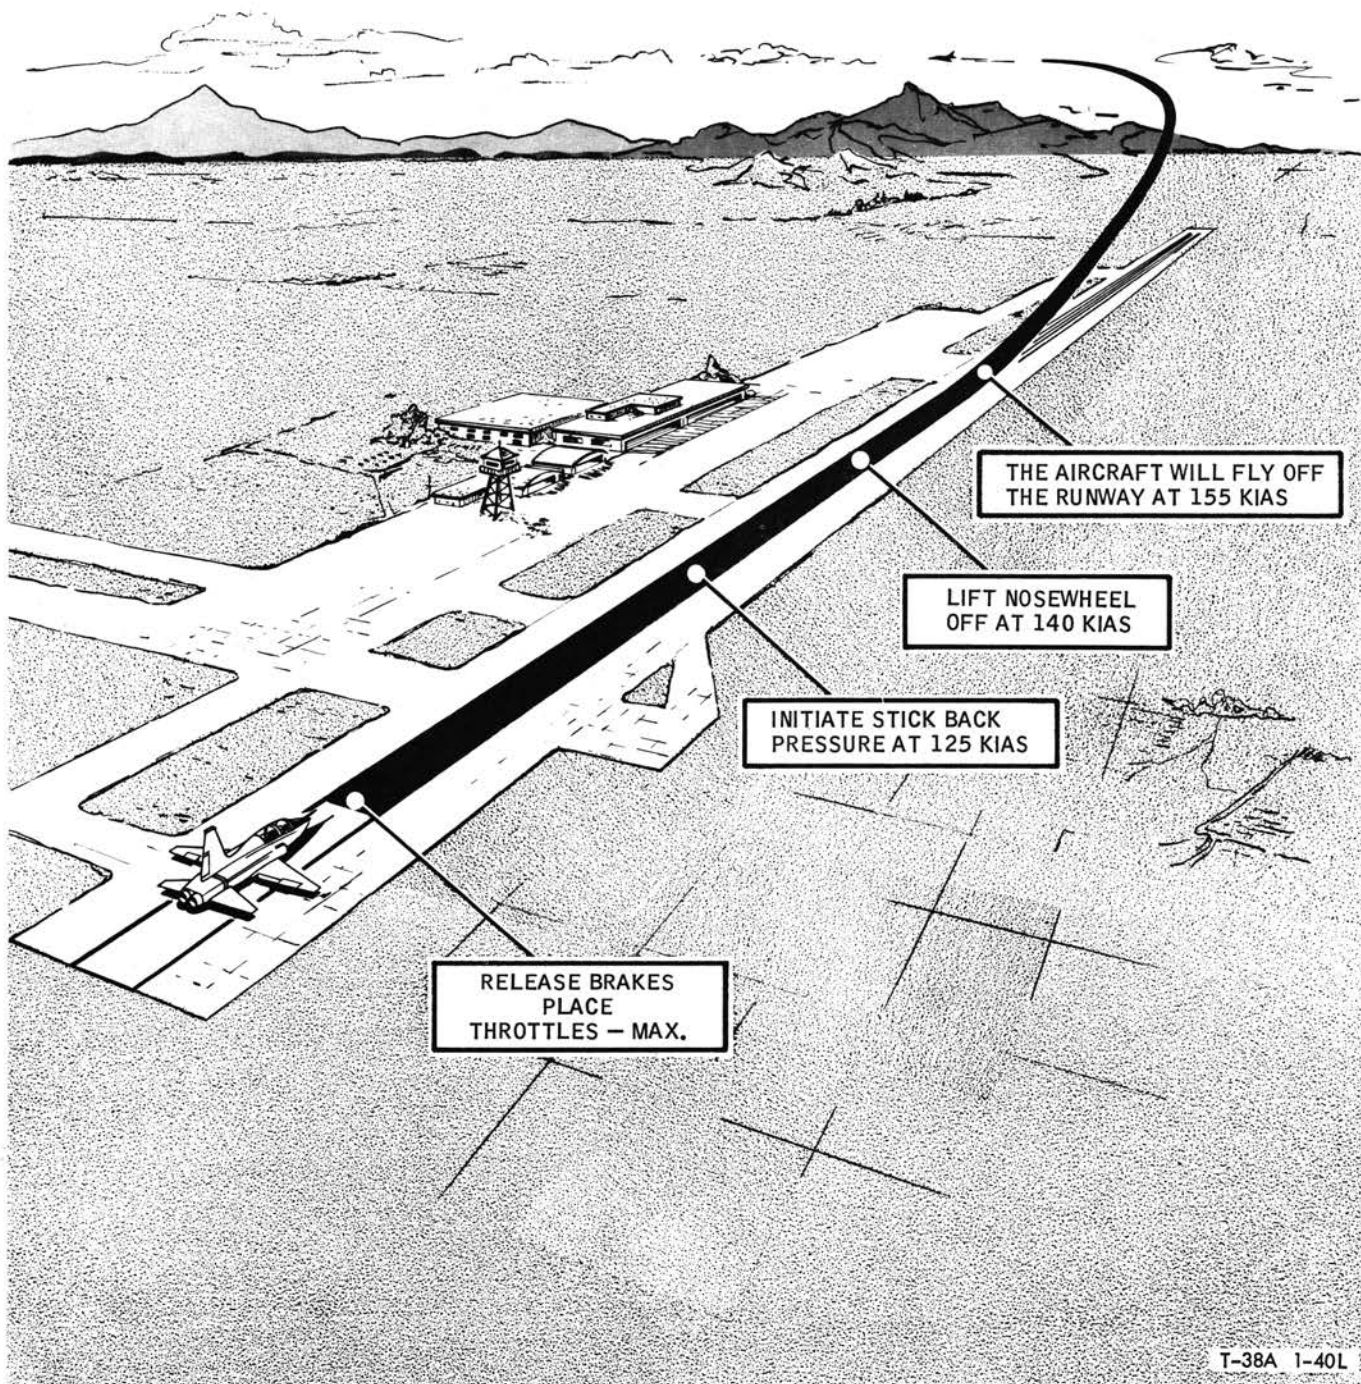 THE AIRCRAFT WILL FLY OFF
THE RUNWAY AT 155 KIAS
LIFT NOSEWHEEL
OFF AT 140 KIAS
INITIATE STICK BACK
PRESSURE AT 125 KIAS
RELEASE BRAKES
PLACE
THROTTLES — MAX.
T-38A 1-40L